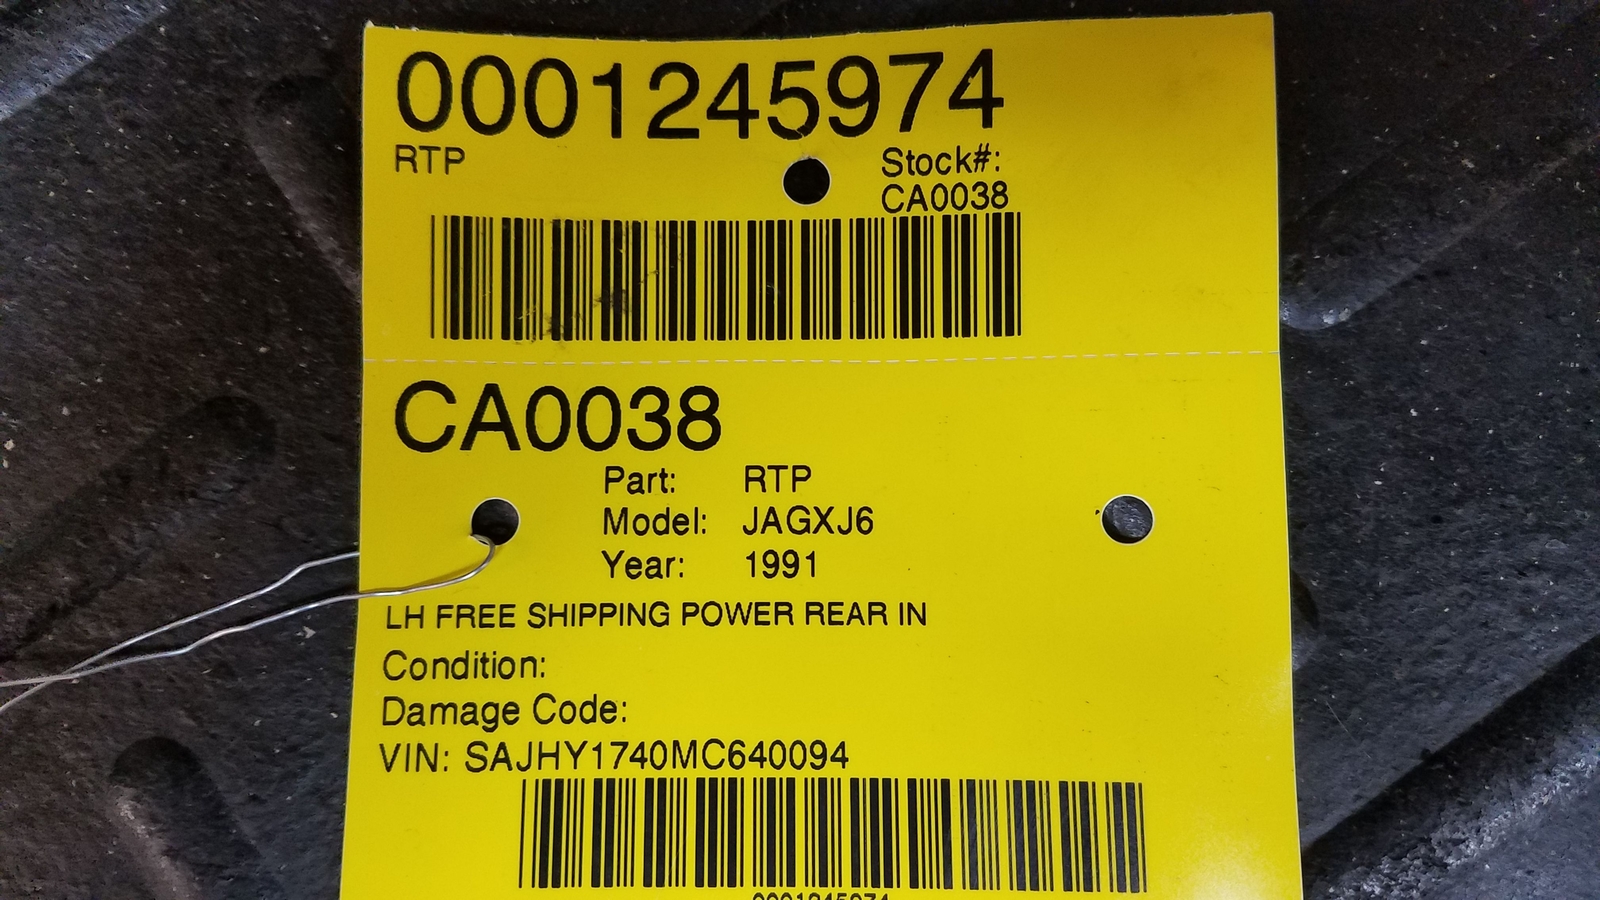 0001245974
RTP
Stock#:
CA0038
CA0038
Part: RTP
Model: JAGXJ6
Year: 1991
LH FREE SHIPPING POWER REAR IN
Condition:
Damage Code:
VIN: SAJHY1740MC640094
0001245974